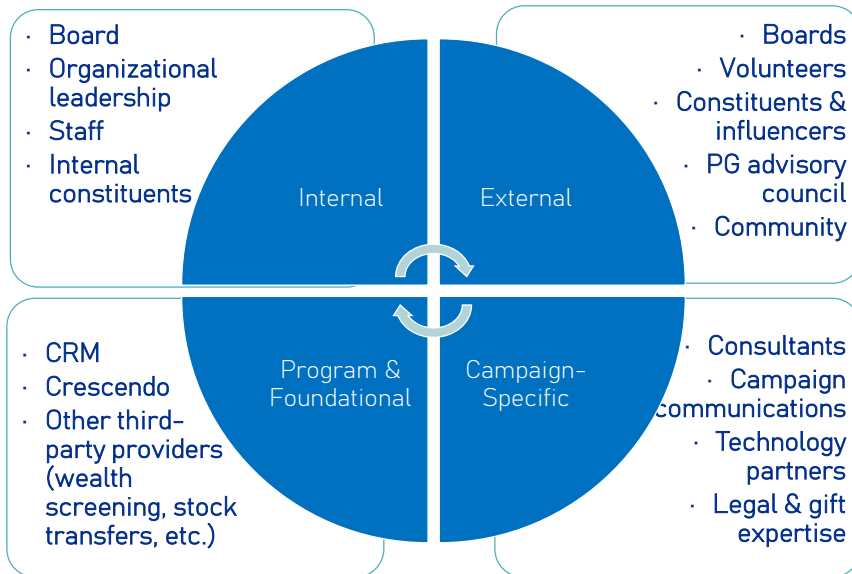 · Board
· Organizational
leadership
· Staff
· Internal
constituents
Internal
External
· Boards
· Volunteers
· Constituents &
influencers
· PG advisory
council
· Community
· CRM
· Crescendo
· Other third-
party providers
(wealth
screening, stock
transfers, etc.)
Program &
Foundational
Campaign-
Specific
· Consultants
· Campaign
communications
· Technology
partners
· Legal & gift
expertise